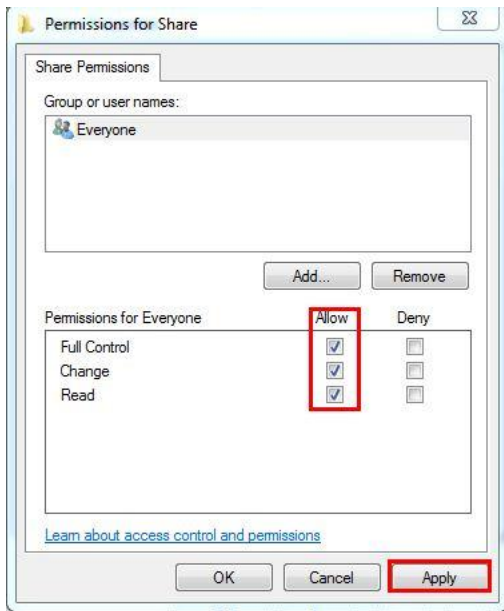 Permissions for Share
Share Permissions
Group or user names:
Everyone
Add... Remove
Permissions for Everyone Allow Deny
Full Control
Change
Read
Learn about access control and permissions
OK Cancel Apply